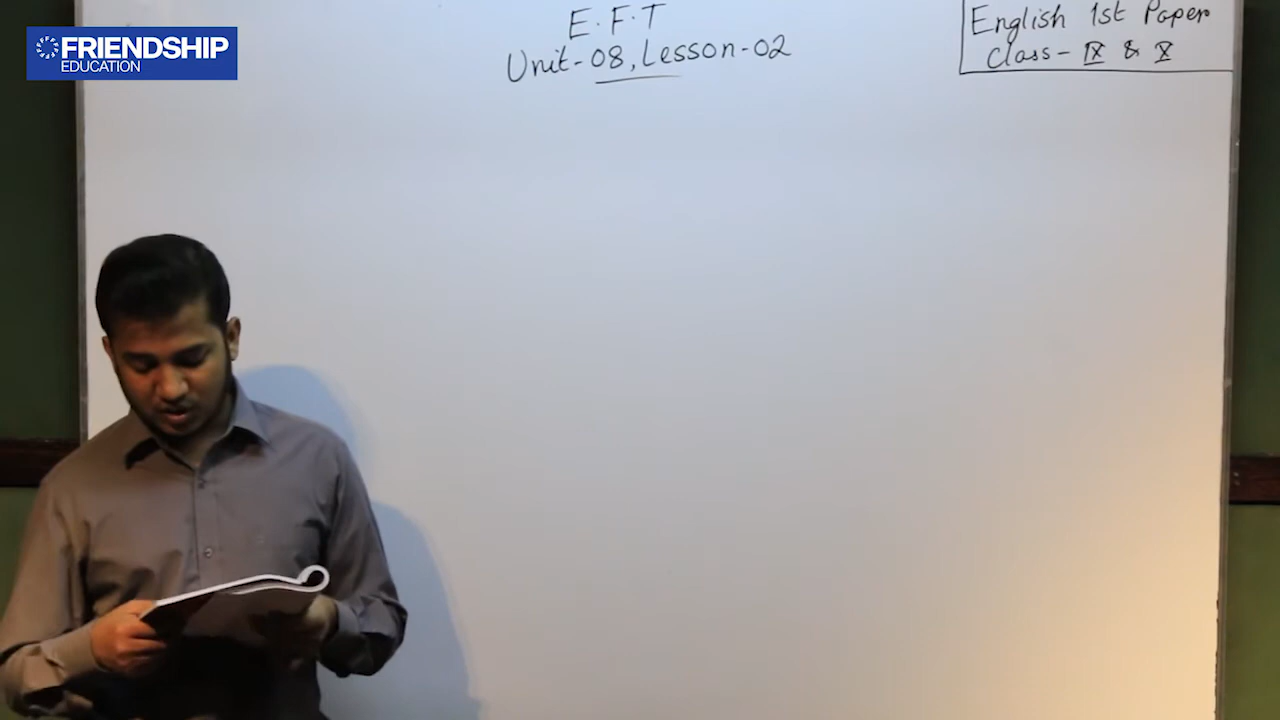 FRIENDSHIP
EDUCATION
E.F.T
Unit-08, Lesson-02
English 1st Paper
Class- IX & X